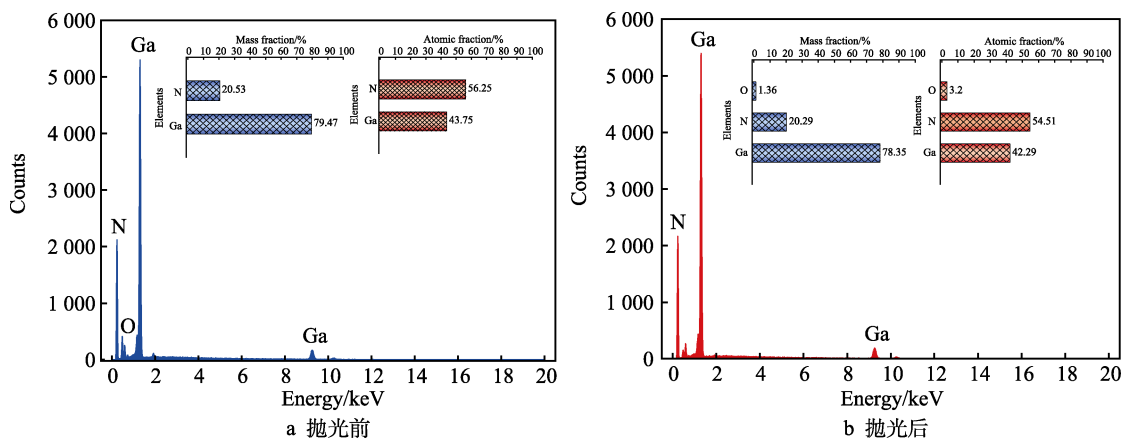 6 000
5 000
4 000
3 000
2 000
1 000
0
Counts
Ga
N
O
Ga
Mass fraction/%
0 10 20 30 40 50 60 70 80 90 100
Elements
N 20.53
Ga 79.47
Atomic fraction/%
0 10 20 30 40 50 60 70 80 90 100
Elements
N 56.25
Ga 43.75
0 2 4 6 8 10 12 14 16 18 20
Energy/keV
a 抛光前
6 000
5 000
4 000
3 000
2 000
1 000
0
Counts
Ga
N
Ga
Mass fraction/%
0 10 20 30 40 50 60 70 80 90 100
Elements
O 1.36
N 20.29
Ga 78.35
Atomic fraction/%
0 10 20 30 40 50 60 70 80 90 100
Elements
O 3.2
N 54.51
Ga 42.29
0 2 4 6 8 10 12 14 16 18 20
Energy/keV
b 抛光后